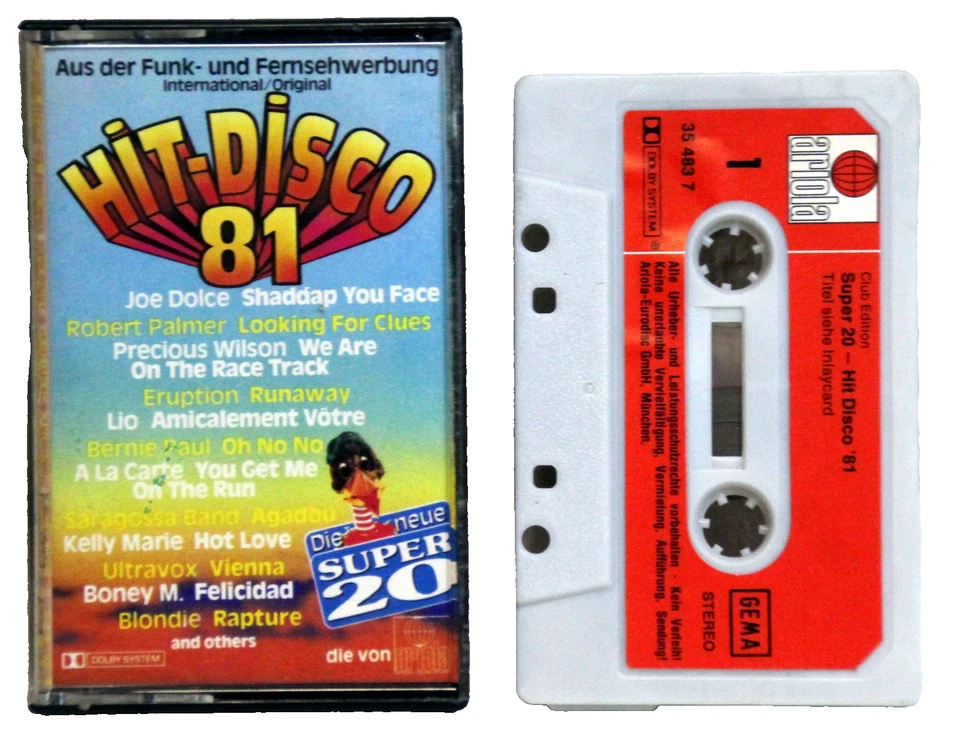 Aus der Funk- und Fernsehwerbung
International/Original
HIT-DISCO
81
Joe Dolce Shaddap You Face
Robert Palmer Looking For Clues
Precious Wilson We Are
On The Race Track
Eruption Runaway
Lio Amicalement Vôtre
Bernie Paul Oh No No
A La Carte You Get Me
On The Run
Saragossa Band Agadou
Kelly Marie Hot Love
Ultravox Vienna
Boney M. Felicidad
Blondie Rapture
and others
Die neue
SUPER
20
DOLBY SYSTEM
die von ariola
ariola
1
35 483 7
DOLBY SYSTEM ®
Club Edition
Super 20 – Hit Disco '81
Titel siehe Inlaycard
Alle Urheber- und Leistungsschutzrechte vorbehalten · Kein Verleih!
Keine unerlaubte Vervielfältigung, Vermietung, Aufführung, Sendung!
Ariola-Eurodisc GmbH, München.
STEREO
GEMA